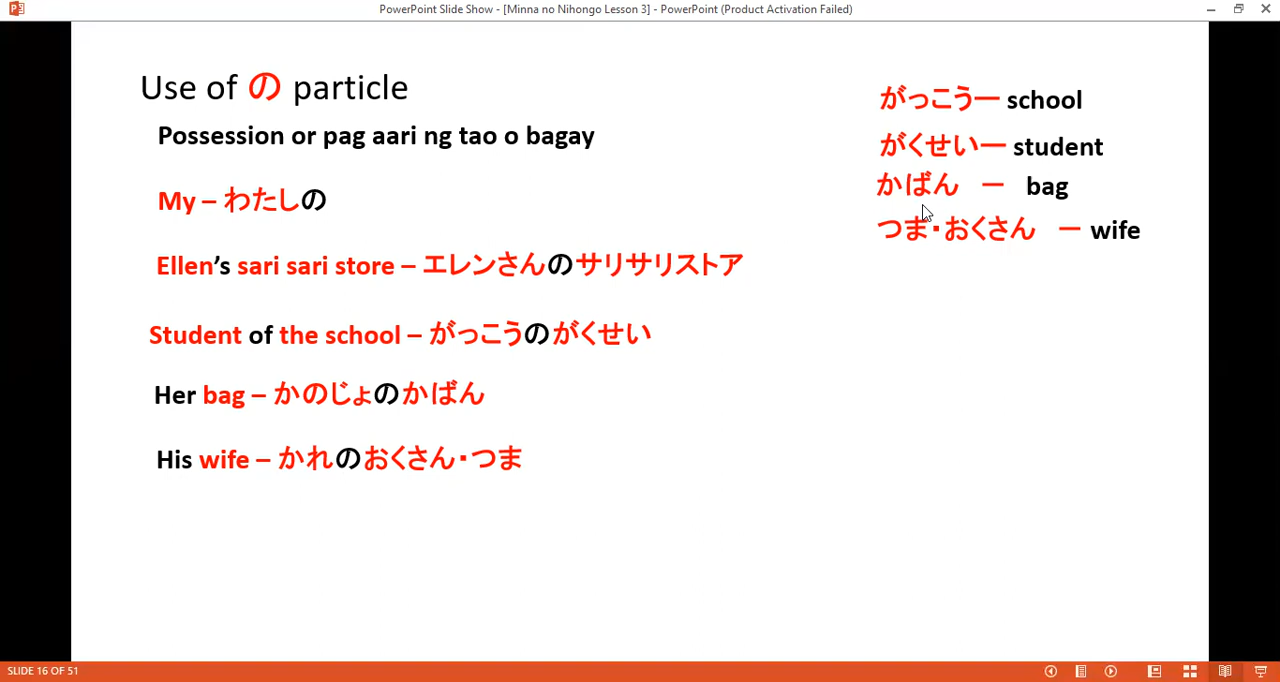 PowerPoint Slide Show - [Minna no Nihongo Lesson 3] - PowerPoint (Product Activation Failed)
Use of の particle
Possession or pag aari ng tao o bagay
My – わたしの
Ellen’s sari sari store – エレンさんのサリサリストア
Student of the school – がっこうのがくせい
Her bag – かのじょのかばん
His wife – かれのおくさん・つま
がっこうー school
がくせいー student
かばん ー bag
つま・おくさん ー wife
SLIDE 16 OF 51